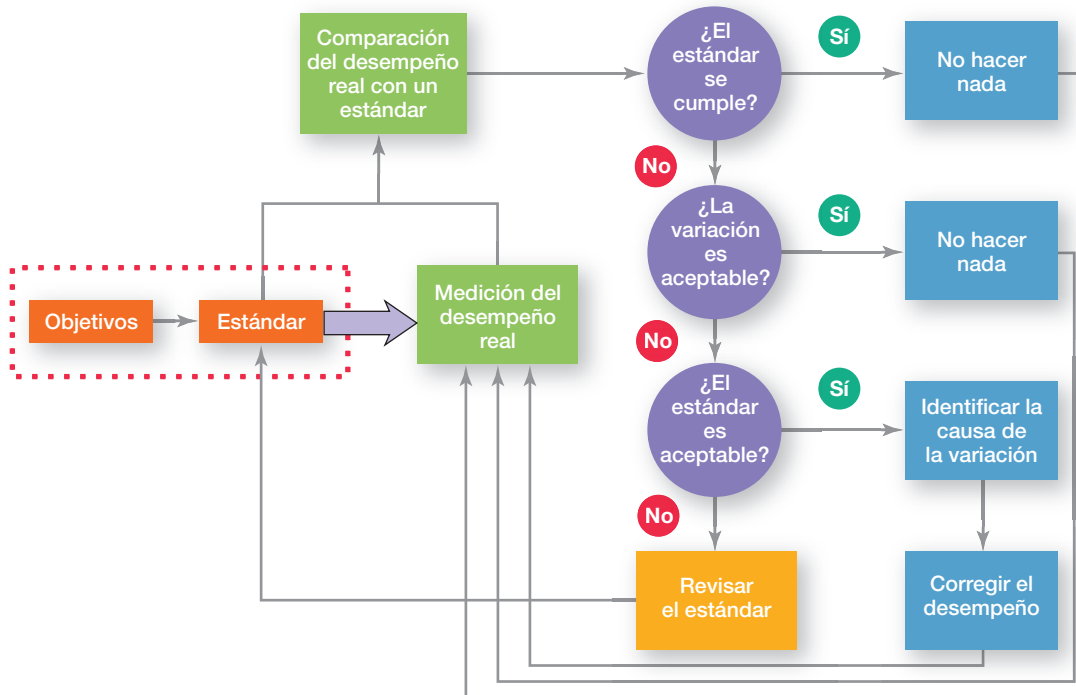 Comparación
del desempeño
real con un
estándar
¿El
estándar
se
cumple?
Sí
No hacer
nada
No
¿La
variación
es
aceptable?
Sí
No hacer
nada
Objetivos
Estándar
Medición del
desempeño
real
No
¿El
estándar
es
aceptable?
Sí
Identificar la
causa de
la variación
No
Revisar
el estándar
Corregir el
desempeño